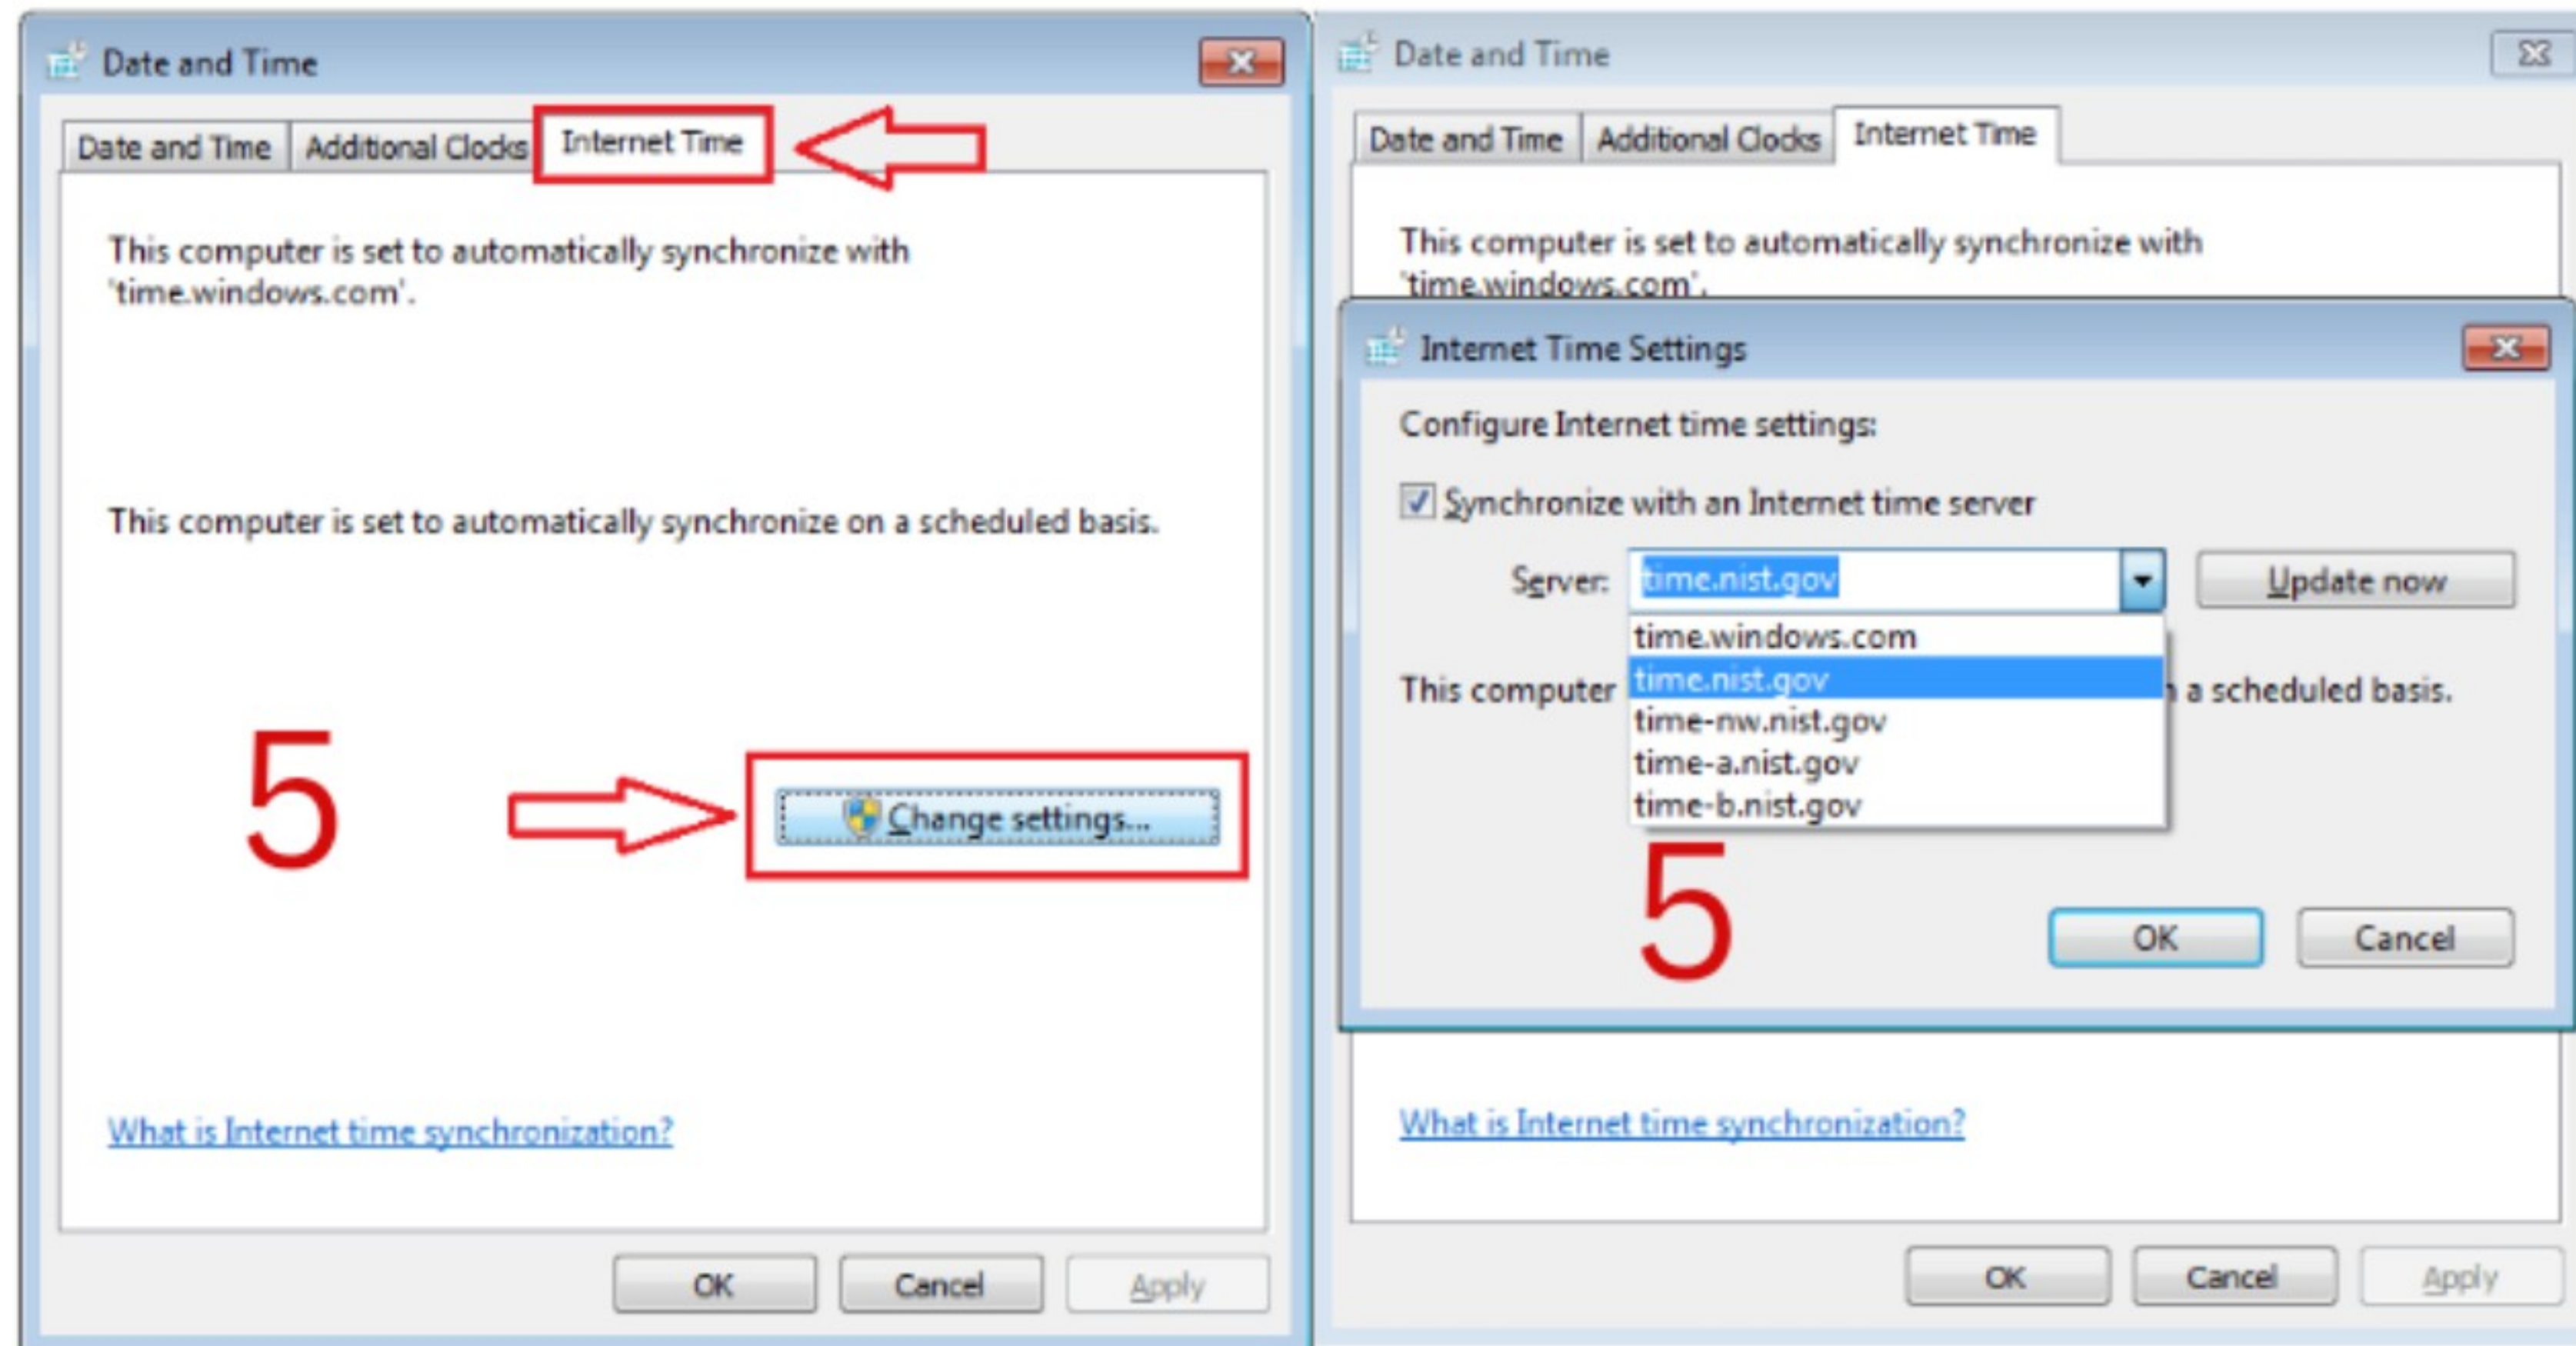 Date and Time
Date and Time Additional Clocks Internet Time
This computer is set to automatically synchronize with
'time.windows.com'.
This computer is set to automatically synchronize on a scheduled basis.
5
Change settings...
What is Internet time synchronization?
OK Cancel Apply
Date and Time
Date and Time Additional Clocks Internet Time
This computer is set to automatically synchronize with
'time.windows.com'.
Internet Time Settings
Configure Internet time settings:
Synchronize with an Internet time server
Server: time.nist.gov Update now
time.windows.com
time.nist.gov
This computer a scheduled basis.
time-nw.nist.gov
time-a.nist.gov
time-b.nist.gov
5
OK Cancel
What is Internet time synchronization?
OK Cancel Apply